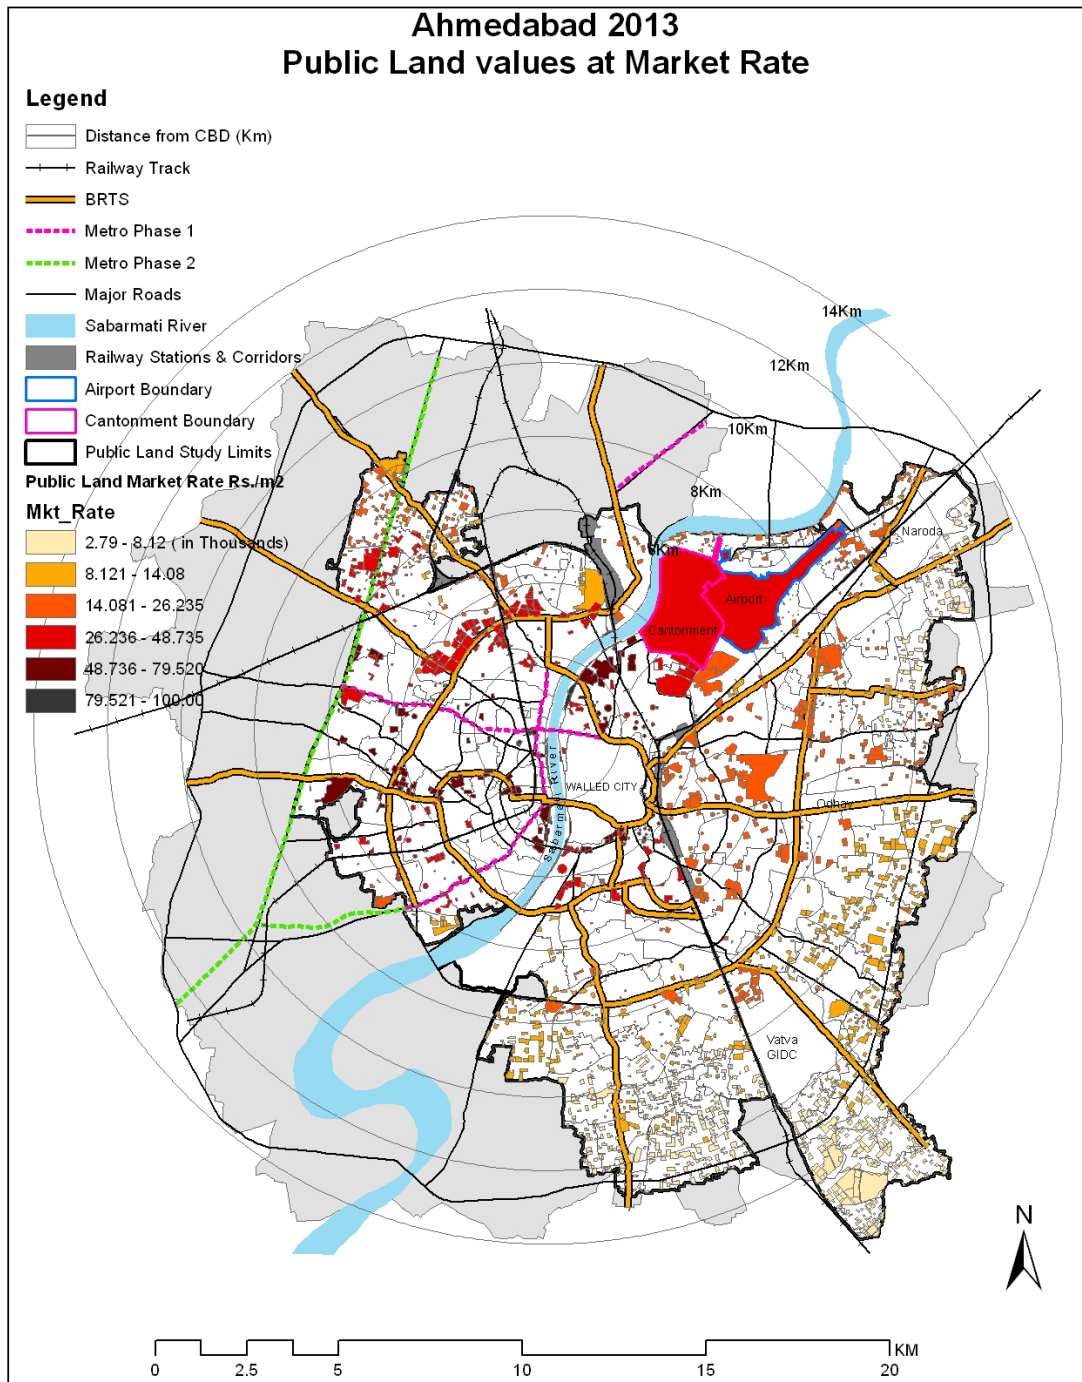 Ahmedabad 2013
Public Land values at Market Rate
Legend
Distance from CBD (Km)
Railway Track
BRTS
Metro Phase 1
Metro Phase 2
Major Roads
Sabarmati River
Railway Stations & Corridors
Airport Boundary
Cantonment Boundary
Public Land Study Limits
Public Land Market Rate Rs./m2
Mkt_Rate
2.79 - 8.12 ( in Thousands)
8.121 - 14.08
14.081 - 26.235
26.236 - 48.735
48.736 - 79.520
79.521 - 100.00
14Km
12Km
10Km
8Km
6Km
Naroda
Airport
Cantonment
WALLED CITY
Sabarmati River
Odhav
Vatva
GIDC
N
0 2.5 5 10 15 20
KM